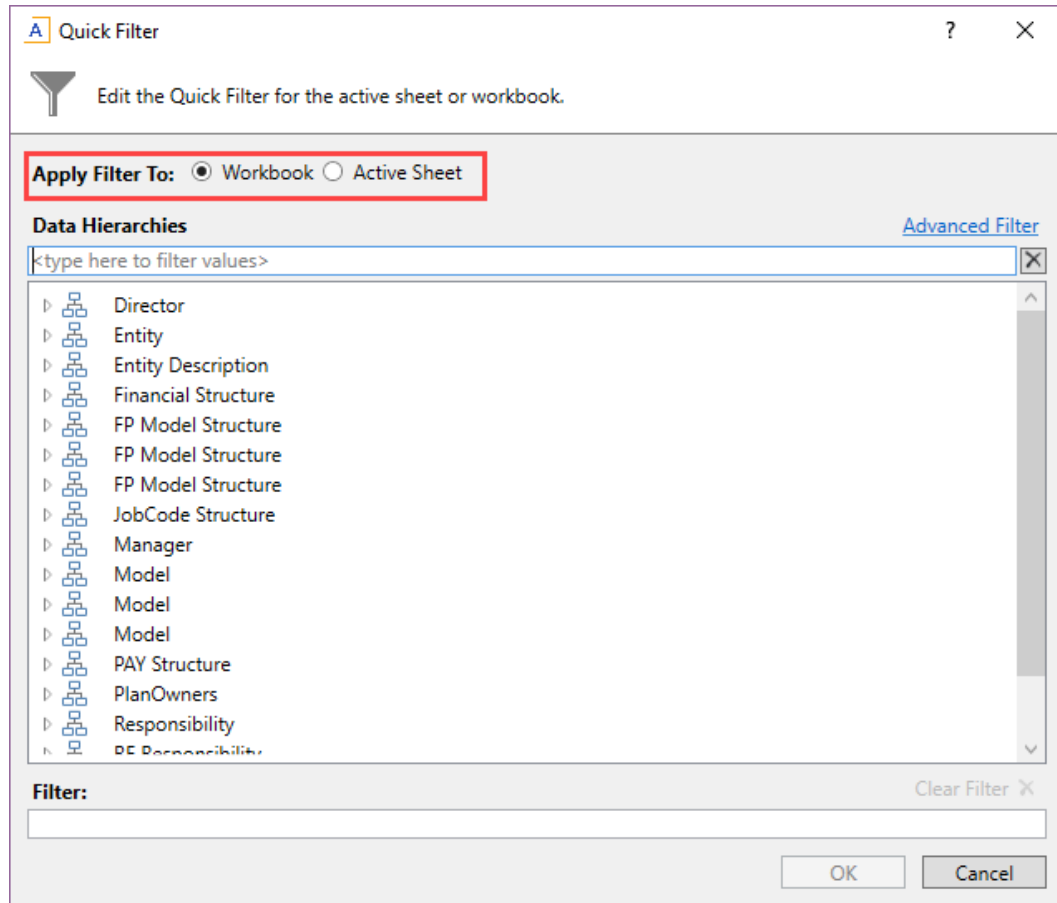 A Quick Filter ?
Edit the Quick Filter for the active sheet or workbook.
Apply Filter To: Workbook Active Sheet
Data Hierarchies Advanced Filter
<type here to filter values>
Director
Entity
Entity Description
Financial Structure
FP Model Structure
FP Model Structure
FP Model Structure
JobCode Structure
Manager
Model
Model
Model
PAY Structure
PlanOwners
Responsibility
Responsibility
Filter: Clear Filter
OK Cancel